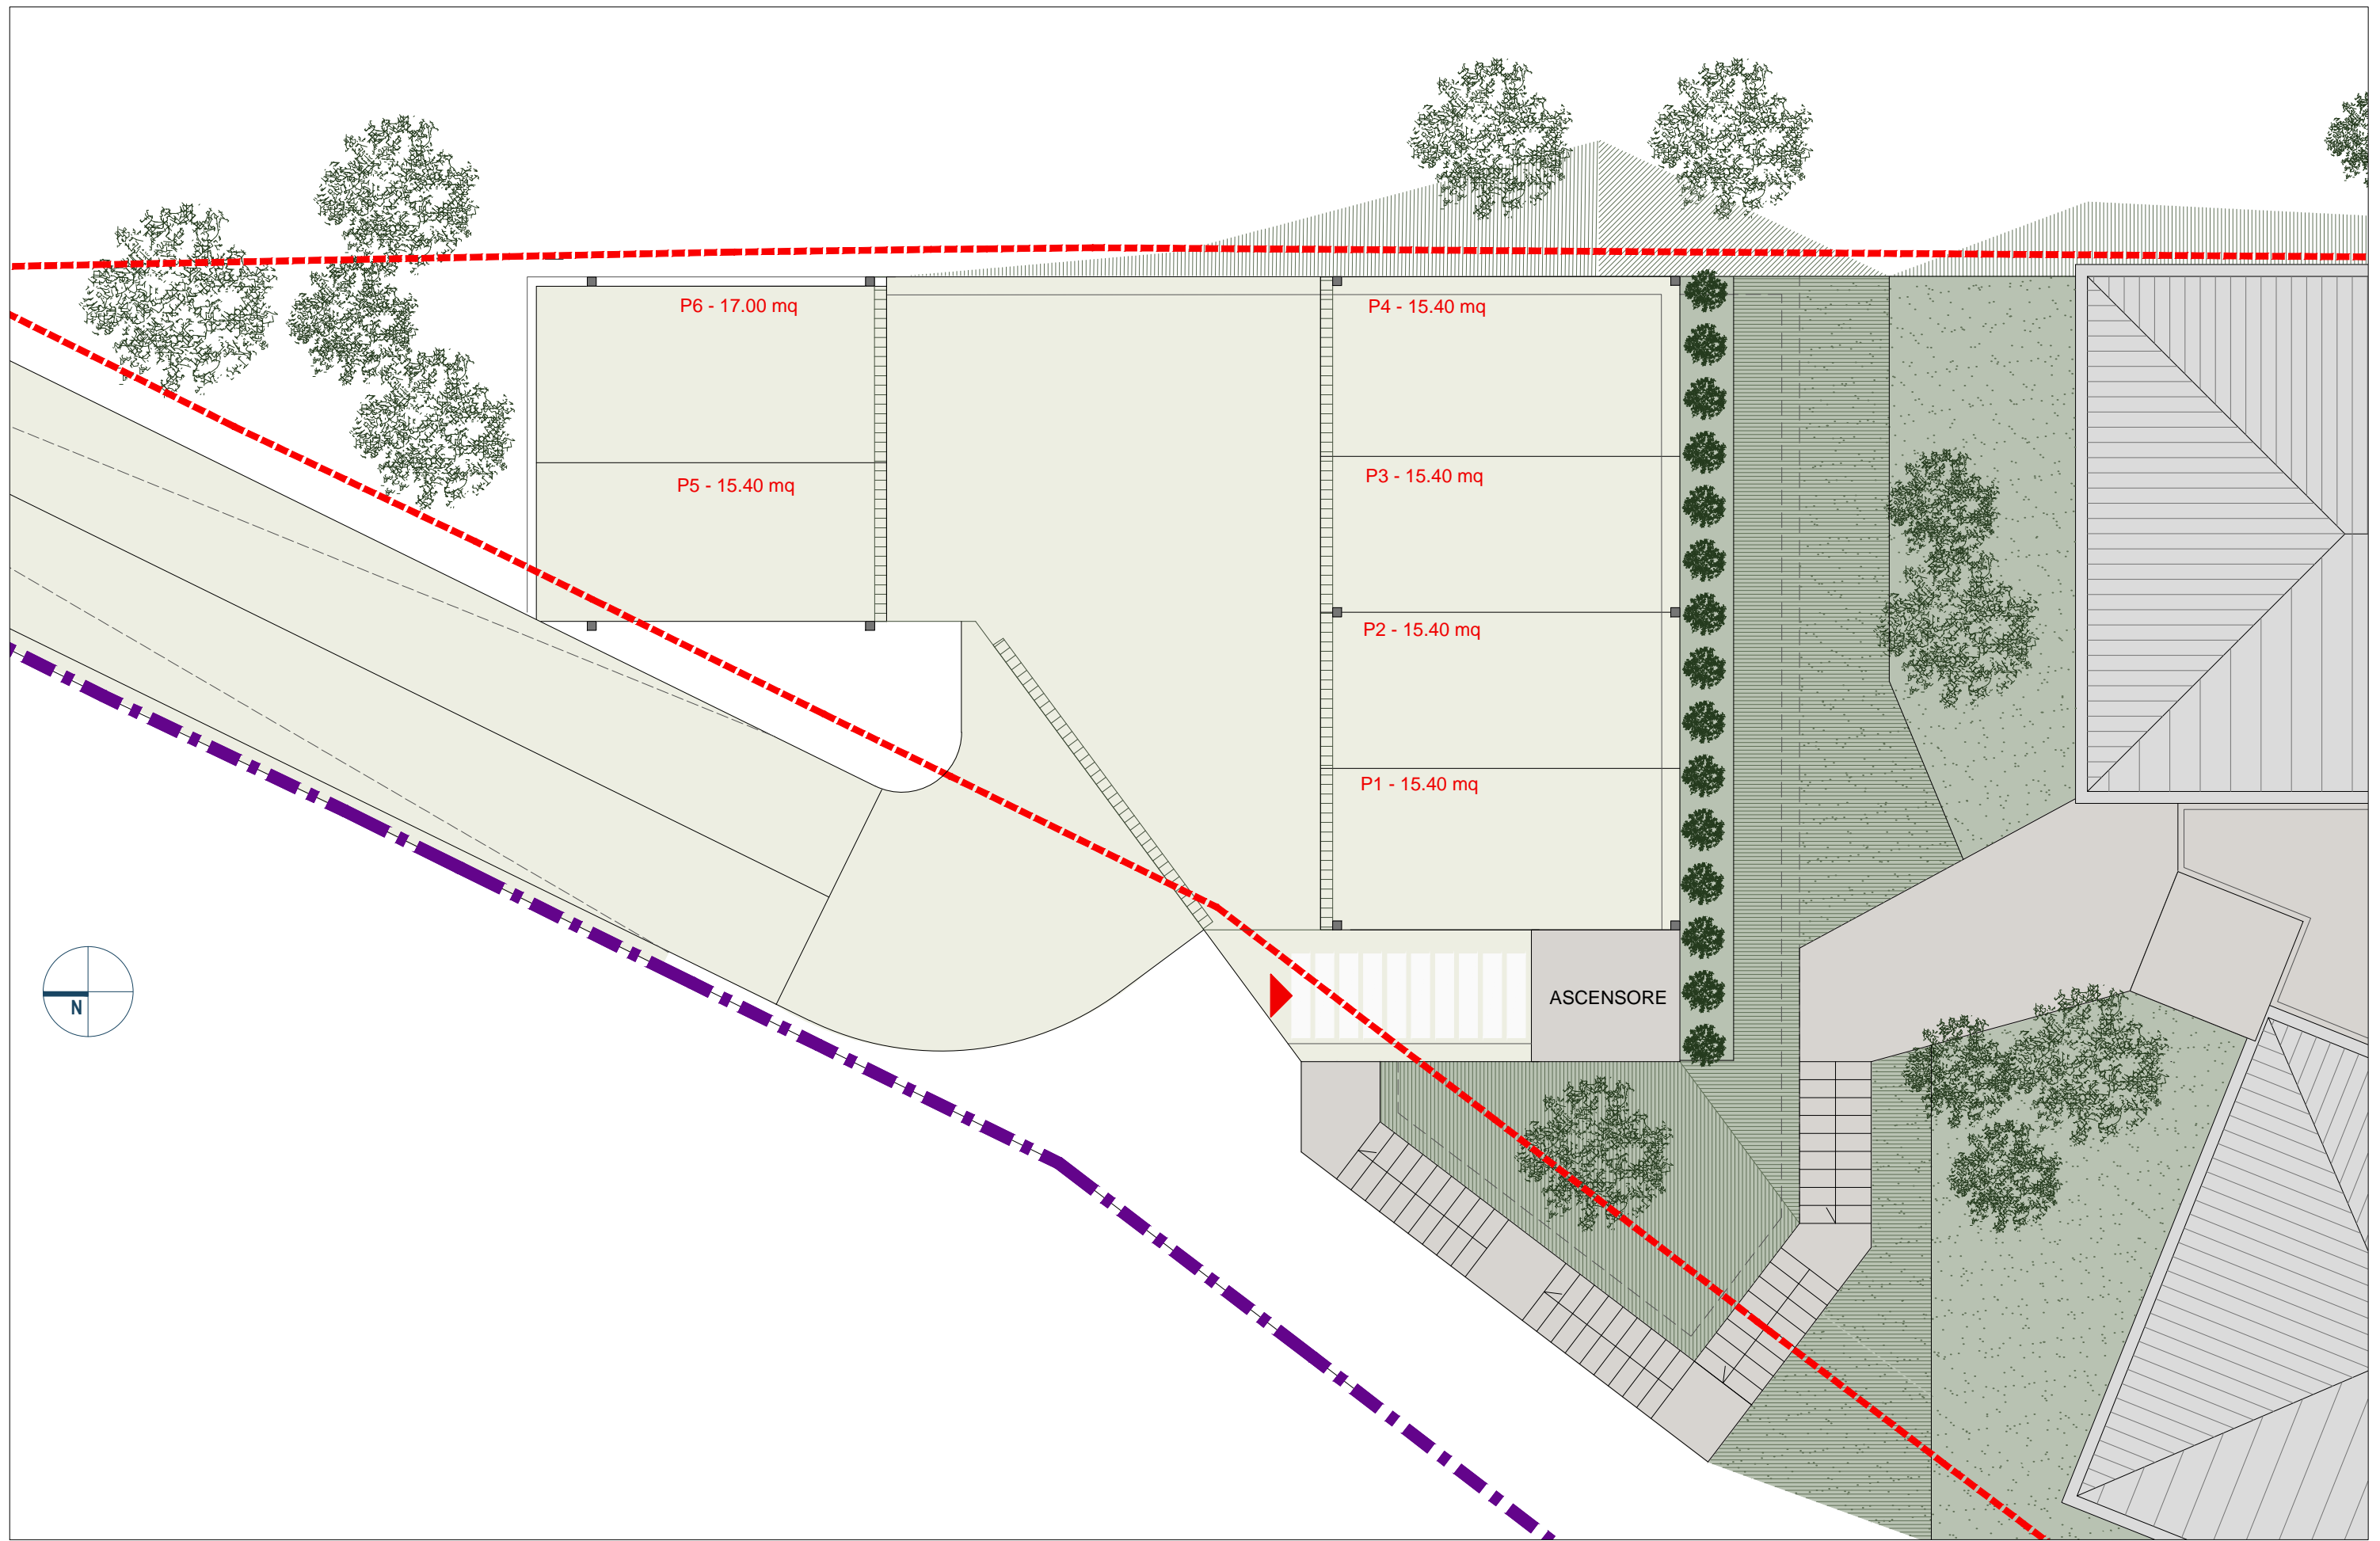 P6 - 17.00 mq
P4 - 15.40 mq
P5 - 15.40 mq
P3 - 15.40 mq
P2 - 15.40 mq
P1 - 15.40 mq
ASCENSORE
N